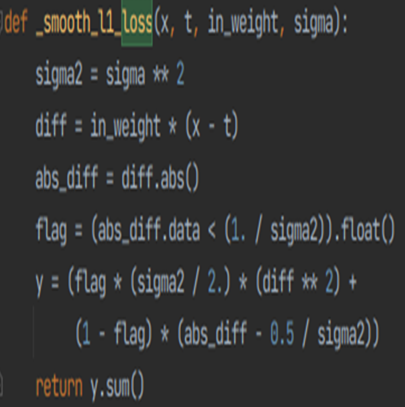 def _smooth_l1_loss(x, t, in_weight, sigma):
    sigma2 = sigma ** 2
    diff = in_weight * (x - t)
    abs_diff = diff.abs()
    flag = (abs_diff.data < (1. / sigma2)).float()
    y = (flag * (sigma2 / 2.) * (diff ** 2) +
        (1 - flag) * (abs_diff - 0.5 / sigma2))
    return y.sum()